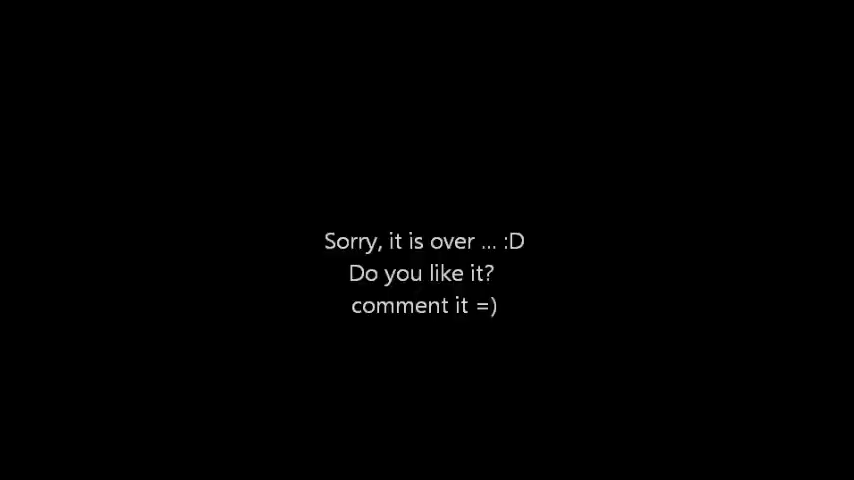 Sorry, it is over ... :D
Do you like it?
comment it =)